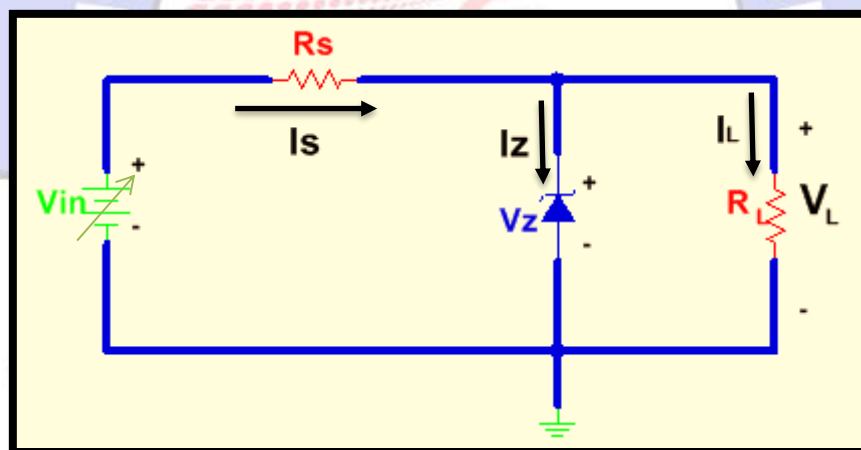 Rs
Is
Iz
IL
+
+
Vin
-
+
Vz
-
RL
VL
-